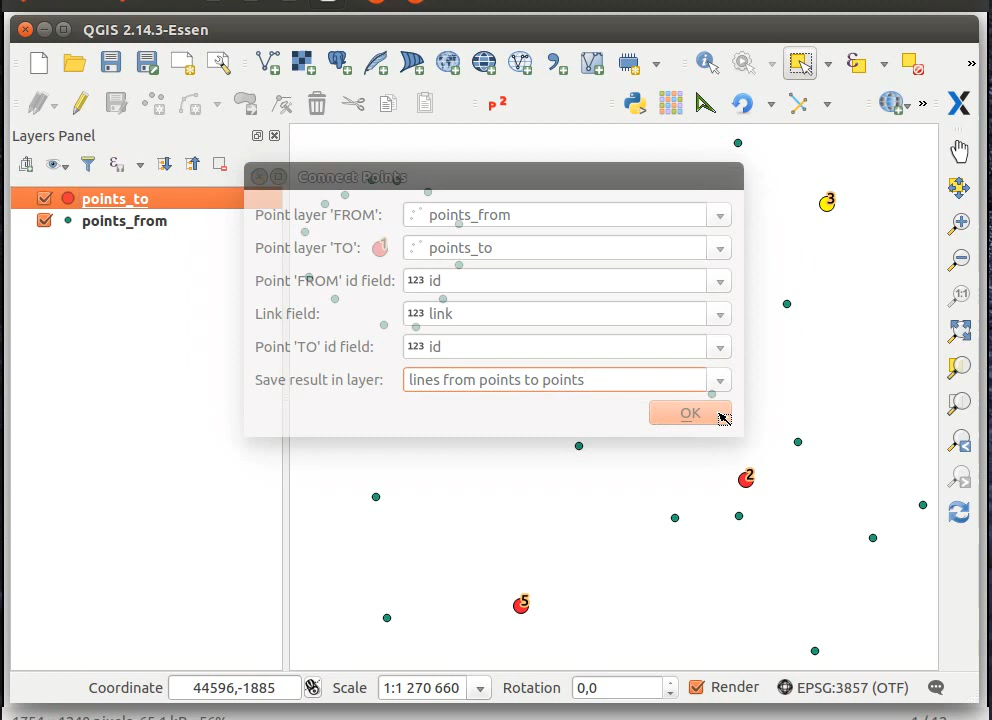 QGIS 2.14.3-Essen
p 2
Layers Panel
points_to
points_from
Connect Points
Point layer 'FROM': points_from
Point layer 'TO': points_to
Point 'FROM' id field: 123 id
Link field: 123 link
Point 'TO' id field: 123 id
Save result in layer: lines from points to points
OK
3
1
2
5
1:1
Coordinate 44596,-1885 Scale 1:1 270 660 Rotation 0,0 Render EPSG:3857 (OTF)